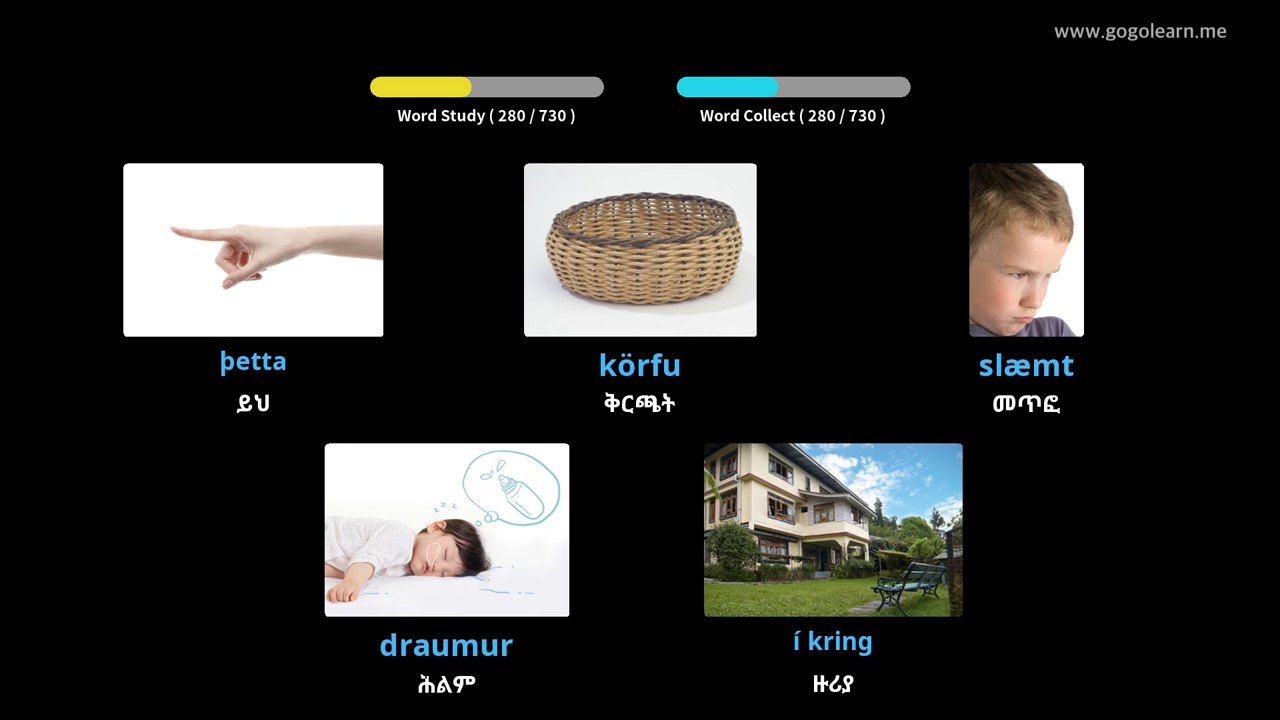 www.gogolearn.me
Word Study ( 280 / 730 )
Word Collect ( 280 / 730 )
þetta
ይህ
körfu
ቅርጫት
slæmt
መጥፎ
draumur
ሕልም
í kring
ዙሪያ